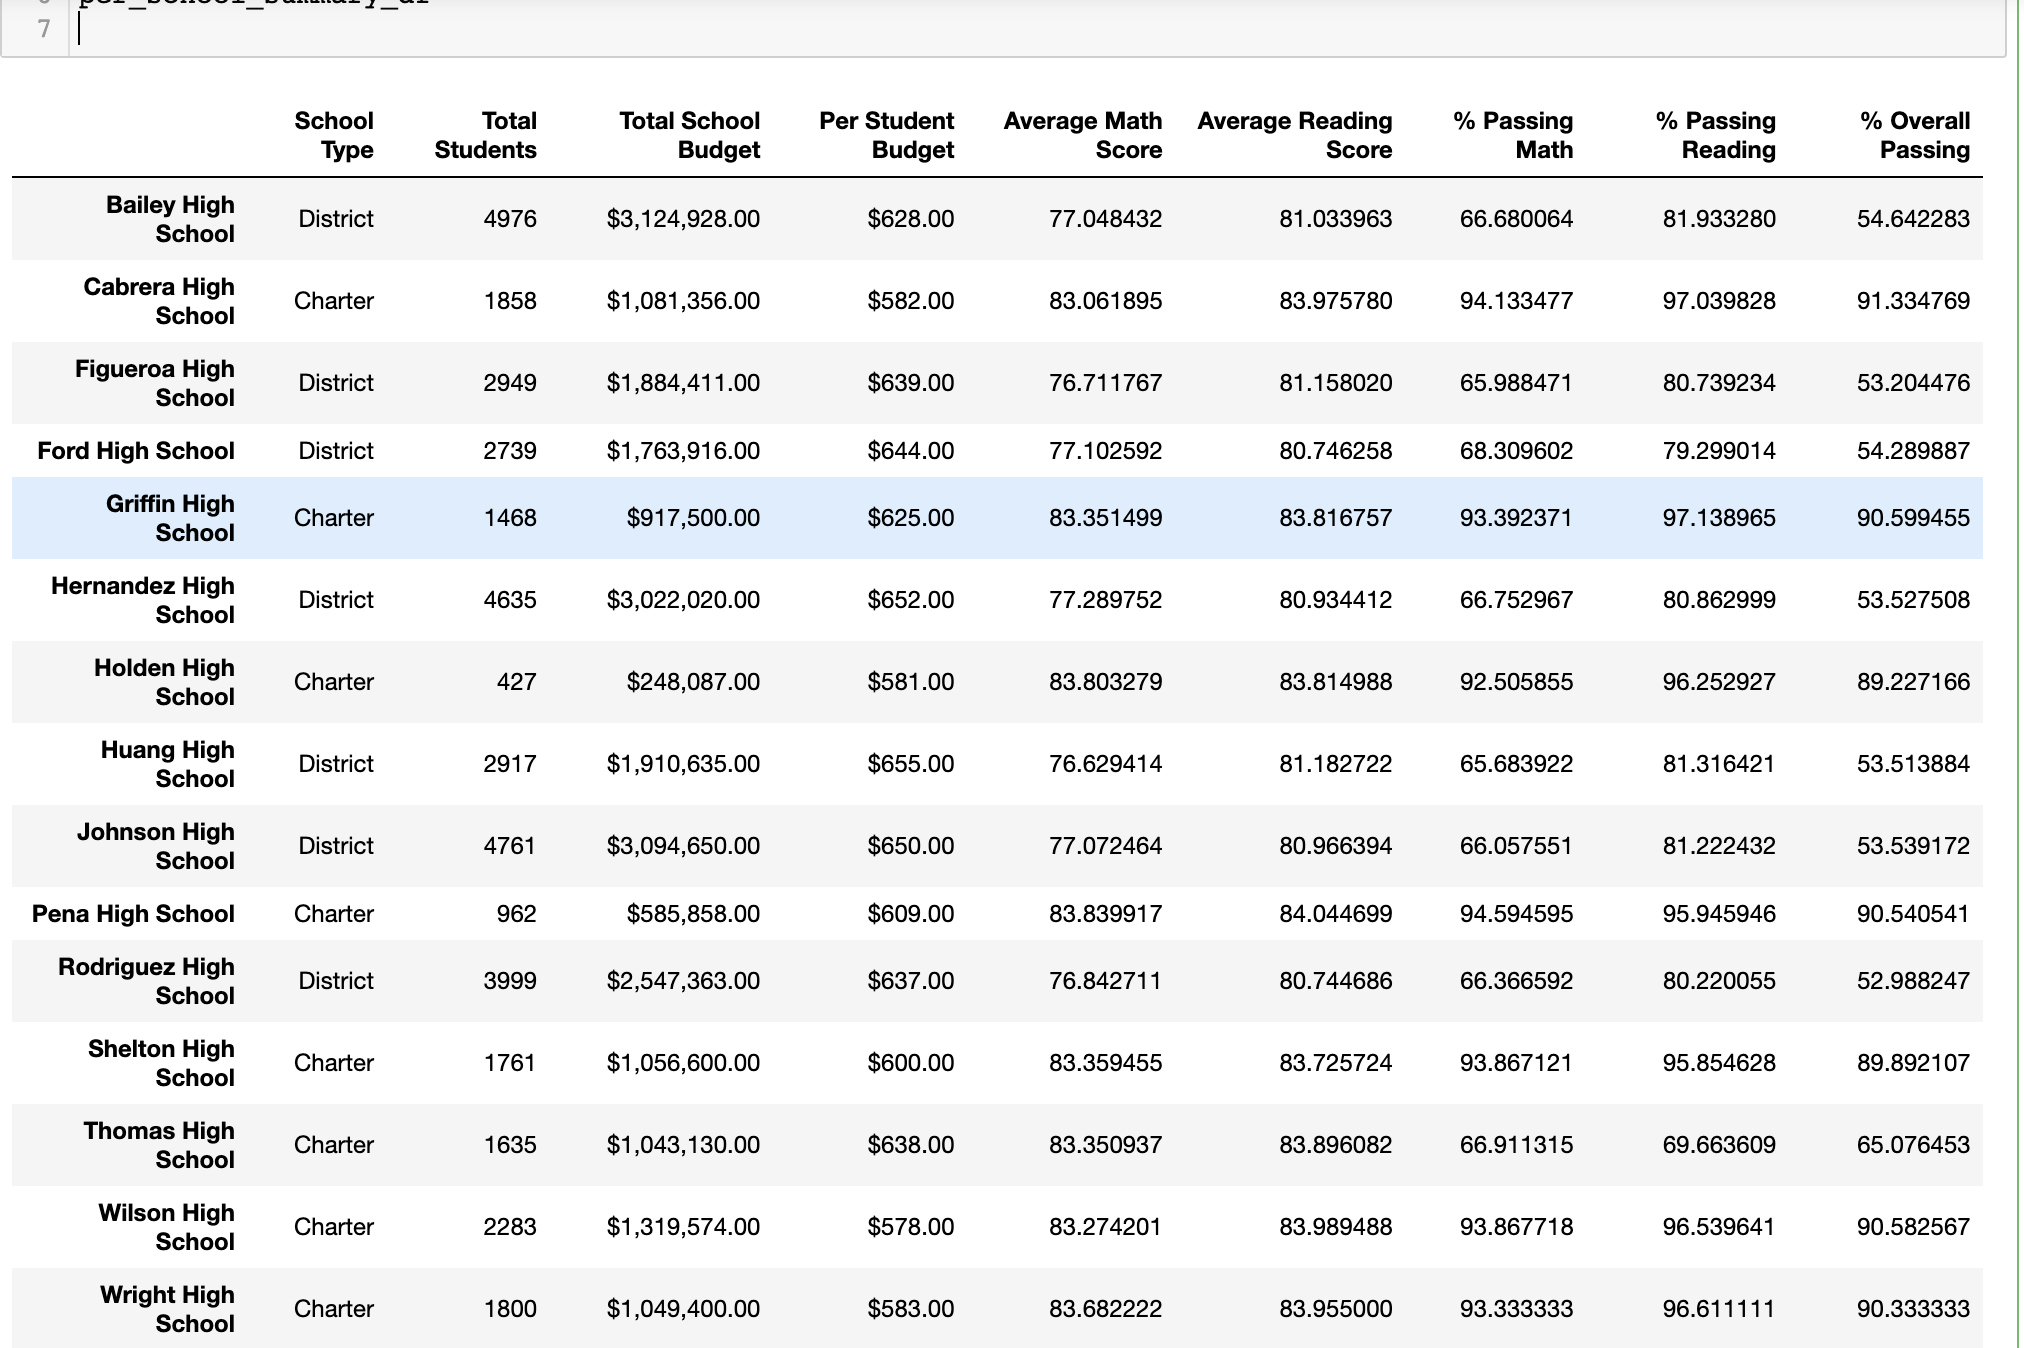 per_school_summary_df
7
School Total Total School Per Student Average Math Average Reading % Passing % Passing % Overall
Type Students Budget Budget Score Score Math Reading Passing
Bailey High
School District 4976 $3,124,928.00 $628.00 77.048432 81.033963 66.680064 81.933280 54.642283
Cabrera High
School Charter 1858 $1,081,356.00 $582.00 83.061895 83.975780 94.133477 97.039828 91.334769
Figueroa High
School District 2949 $1,884,411.00 $639.00 76.711767 81.158020 65.988471 80.739234 53.204476
Ford High School District 2739 $1,763,916.00 $644.00 77.102592 80.746258 68.309602 79.299014 54.289887
Griffin High
School Charter 1468 $917,500.00 $625.00 83.351499 83.816757 93.392371 97.138965 90.599455
Hernandez High
School District 4635 $3,022,020.00 $652.00 77.289752 80.934412 66.752967 80.862999 53.527508
Holden High
School Charter 427 $248,087.00 $581.00 83.803279 83.814988 92.505855 96.252927 89.227166
Huang High
School District 2917 $1,910,635.00 $655.00 76.629414 81.182722 65.683922 81.316421 53.513884
Johnson High
School District 4761 $3,094,650.00 $650.00 77.072464 80.966394 66.057551 81.222432 53.539172
Pena High School Charter 962 $585,858.00 $609.00 83.839917 84.044699 94.594595 95.945946 90.540541
Rodriguez High
School District 3999 $2,547,363.00 $637.00 76.842711 80.744686 66.366592 80.220055 52.988247
Shelton High
School Charter 1761 $1,056,600.00 $600.00 83.359455 83.725724 93.867121 95.854628 89.892107
Thomas High
School Charter 1635 $1,043,130.00 $638.00 83.350937 83.896082 66.911315 69.663609 65.076453
Wilson High
School Charter 2283 $1,319,574.00 $578.00 83.274201 83.989488 93.867718 96.539641 90.582567
Wright High
School Charter 1800 $1,049,400.00 $583.00 83.682222 83.955000 93.333333 96.611111 90.333333